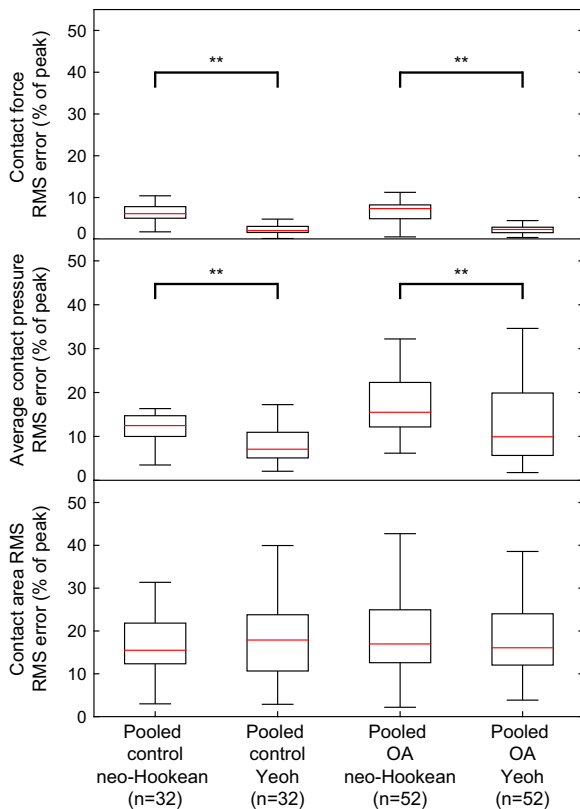 Contact force
RMS error (% of peak)
50
40
30
20
10
0
**
**
Average contact pressure
RMS error (% of peak)
50
40
30
20
10
0
**
**
Contact area RMS
RMS error (% of peak)
50
40
30
20
10
0
Pooled
control
neo-Hookean
(n=32)
Pooled
control
Yeoh
(n=32)
Pooled
OA
neo-Hookean
(n=52)
Pooled
OA
Yeoh
(n=52)